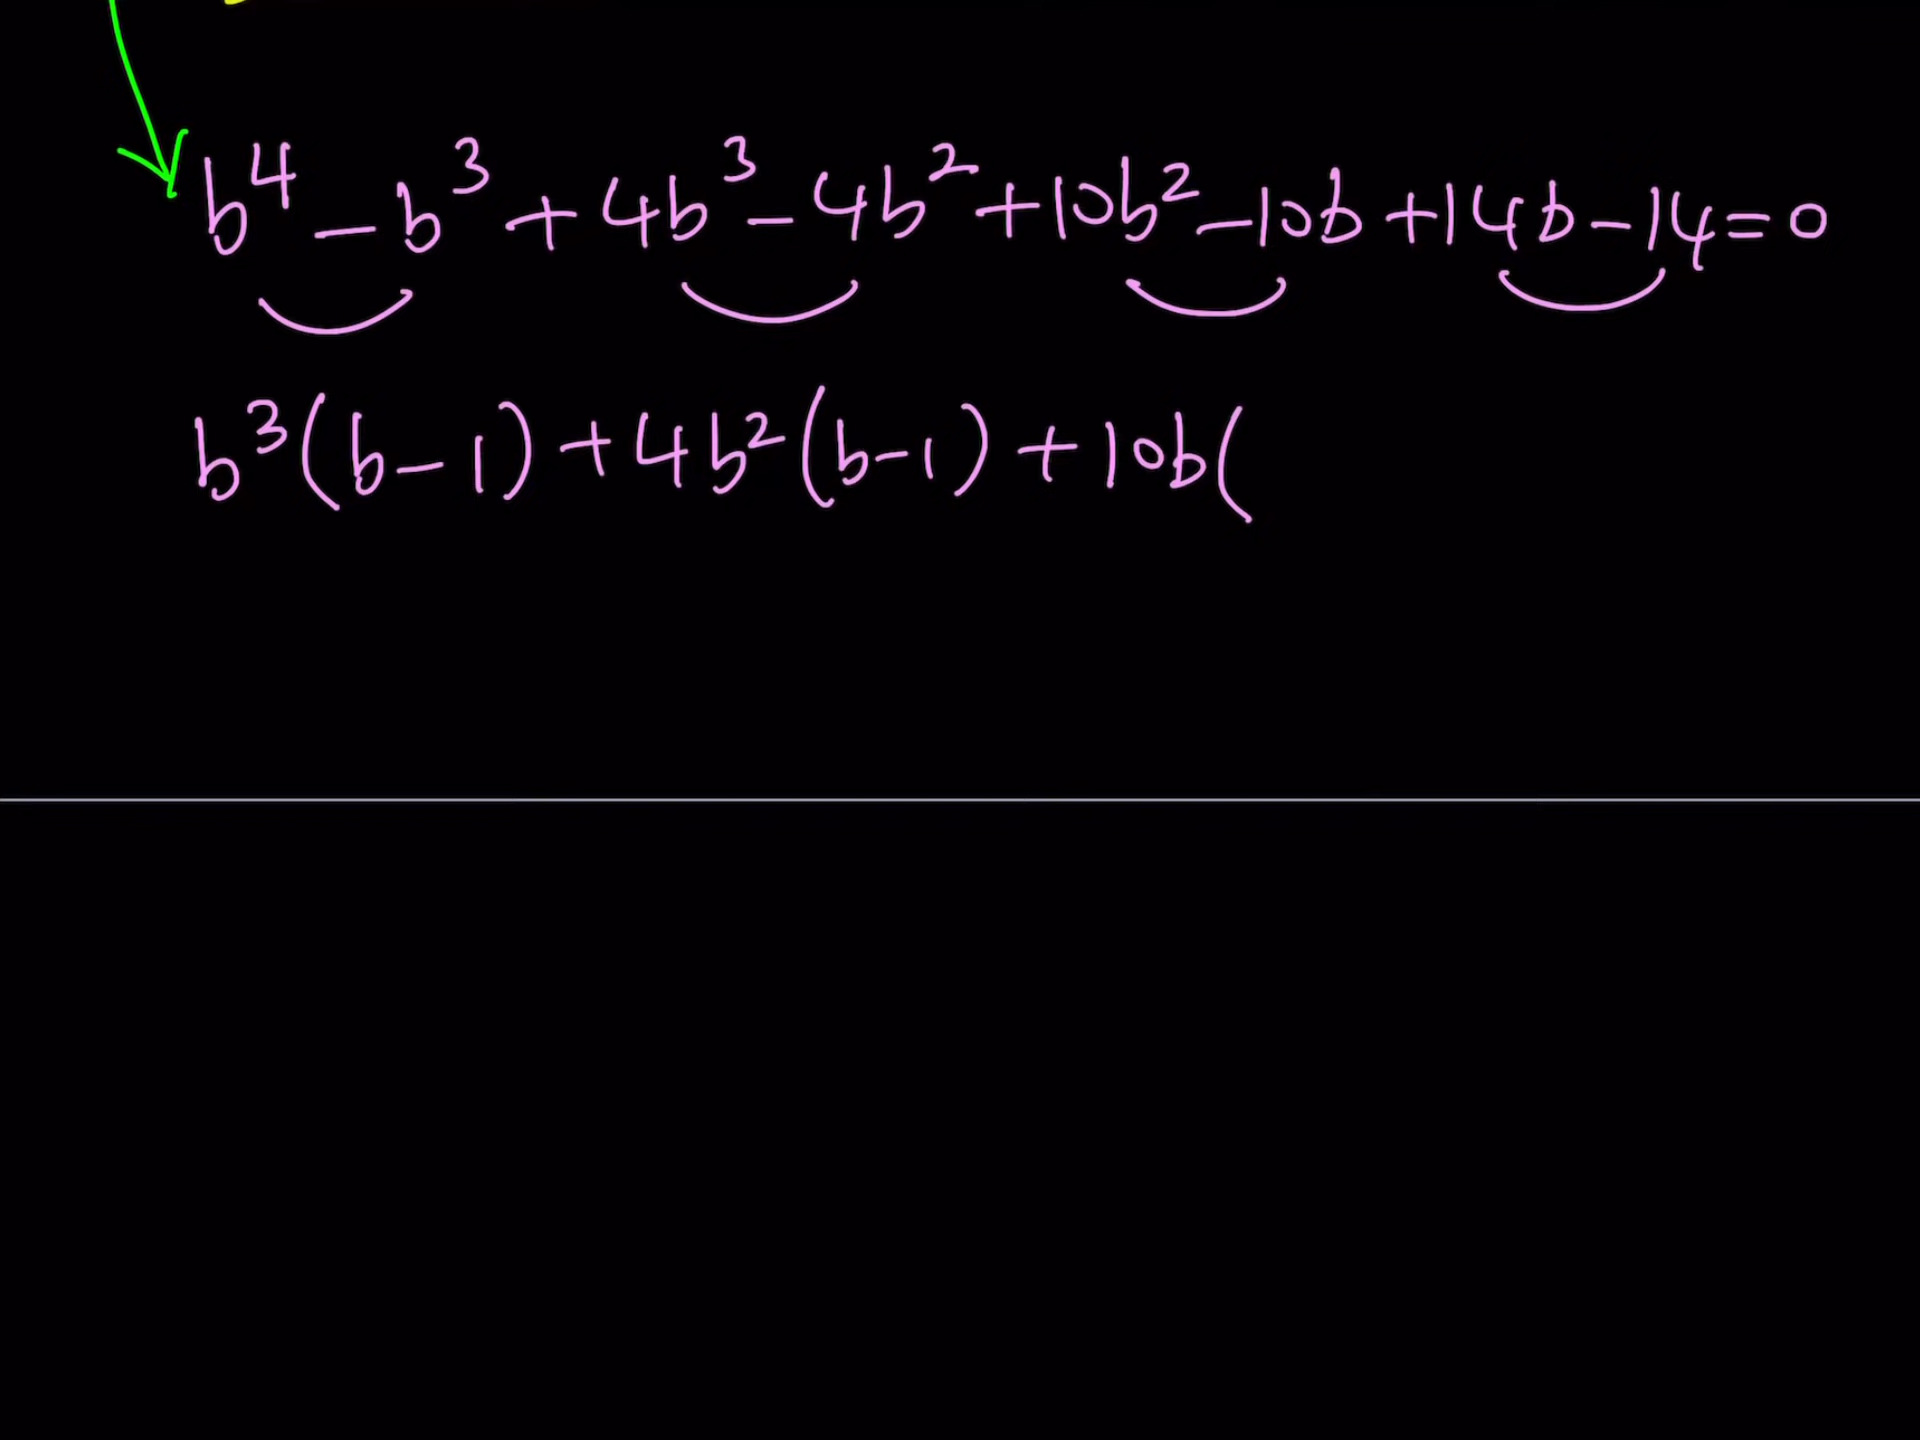 b⁴ – b³ + 4b³ – 4b² + 10b² – 10b + 14b – 14 = 0
b³(b – 1) + 4b²(b – 1) + 10b(